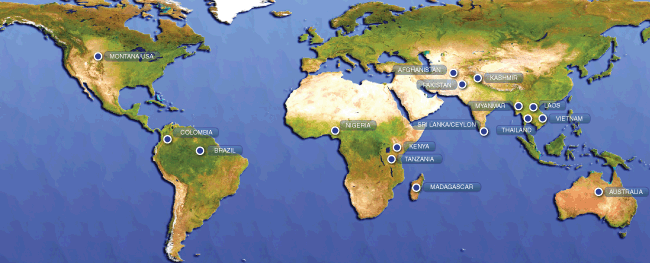 MONTANA USA
AFGHANISTAN
KASHMIR
PAKISTAN
MYANMAR
LAOS
VIETNAM
THAILAND
SRI LANKA/CEYLON
NIGERIA
COLOMBIA
BRAZIL
KENYA
TANZANIA
MADAGASCAR
AUSTRALIA